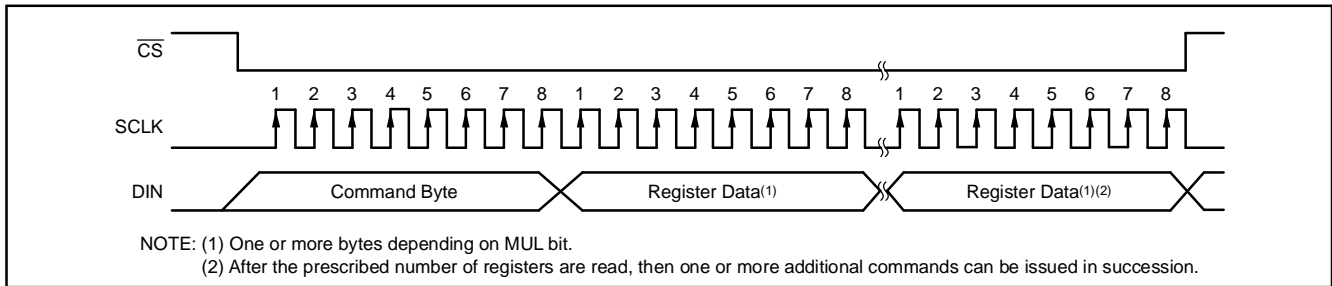 CS
1 2 3 4 5 6 7 8 1 2 3 4 5 6 7 8 1 2 3 4 5 6 7 8
SCLK
DIN Command Byte Register Data(1) Register Data(1)(2)
NOTE: (1) One or more bytes depending on MUL bit.
(2) After the prescribed number of registers are read, then one or more additional commands can be issued in succession.